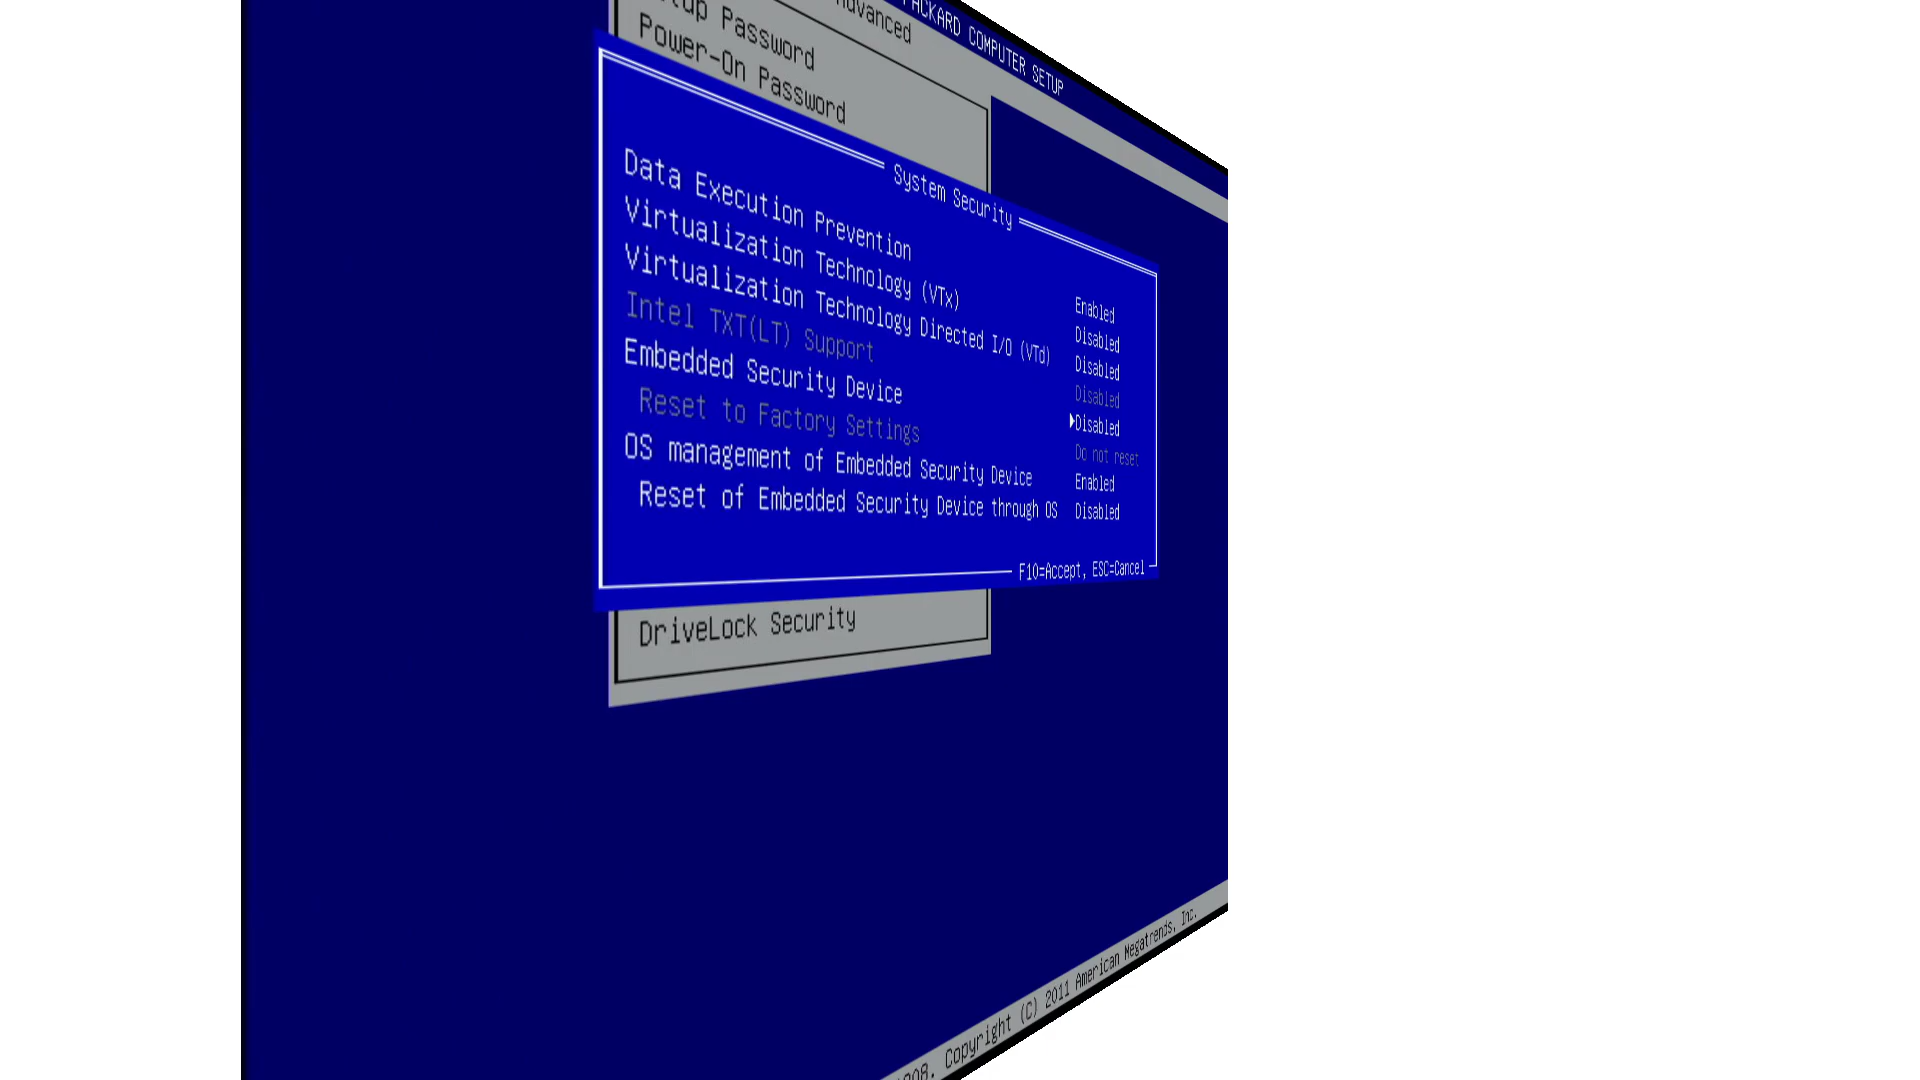 PACKARD COMPUTER SETUP
Advanced
Password
Power-On Password
System Security
Data Execution Prevention Enabled
Virtualization Technology (VTx) Disabled
Virtualization Technology Directed I/O (VTd) Disabled
Intel TXT(LT) Support Disabled
Embedded Security Device Disabled
Reset to Factory Settings Do not reset
OS management of Embedded Security Device Enabled
Reset of Embedded Security Device through OS Disabled
F10=Accept, ESC=Cancel
DriveLock Security
Copyright (C) 2011 American Megatrends, Inc.